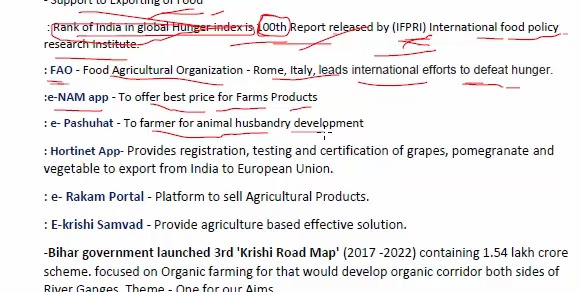 - Support to Exporting of Food
: Rank of India in global Hunger index is 100th Report released by (IFPRI) International food policy
research Institute.
: FAO - Food Agricultural Organization - Rome, Italy, leads international efforts to defeat hunger.
:e-NAM app - To offer best price for Farms Products
: e- Pashuhat - To farmer for animal husbandry development
: Hortinet App- Provides registration, testing and certification of grapes, pomegranate and
vegetable to export from India to European Union.
: e- Rakam Portal - Platform to sell Agricultural Products.
: E-krishi Samvad - Provide agriculture based effective solution.
-Bihar government launched 3rd 'Krishi Road Map' (2017 -2022) containing 1.54 lakh crore
scheme. focused on Organic farming for that would develop organic corridor both sides of
River Ganges. Theme - One for our Aims